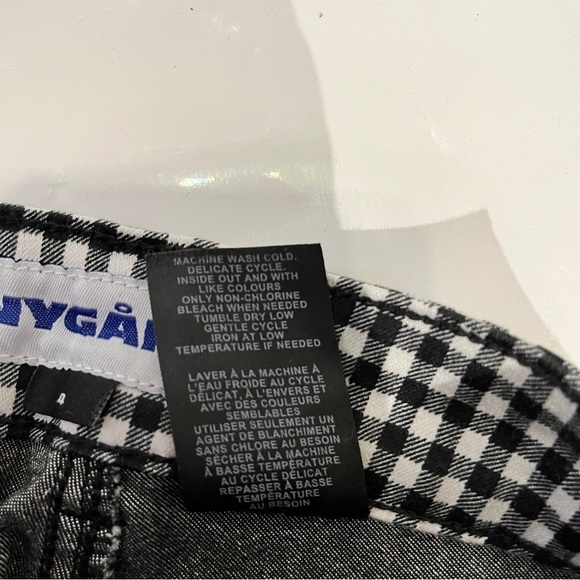 NYGÅR
4
MACHINE WASH COLD.
DELICATE CYCLE.
INSIDE OUT AND WITH
LIKE COLOURS
ONLY NON-CHLORINE
BLEACH WHEN NEEDED
TUMBLE DRY LOW
GENTLE CYCLE
IRON AT LOW
TEMPERATURE IF NEEDED
LAVER À LA MACHINE À
L'EAU FROIDE AU CYCLE
DÉLICAT, À L'ENVERS ET
AVEC DES COULEURS
SEMBLABLES
UTILISER SEULEMENT UN
AGENT DE BLANCHIMENT
SANS CHLORE AU BESOIN
SÉCHER À LA MACHINE
À BASSE TEMPÉRATURE
AU CYCLE DÉLICAT
REPASSER À BASSE
TEMPÉRATURE
AU BESOIN